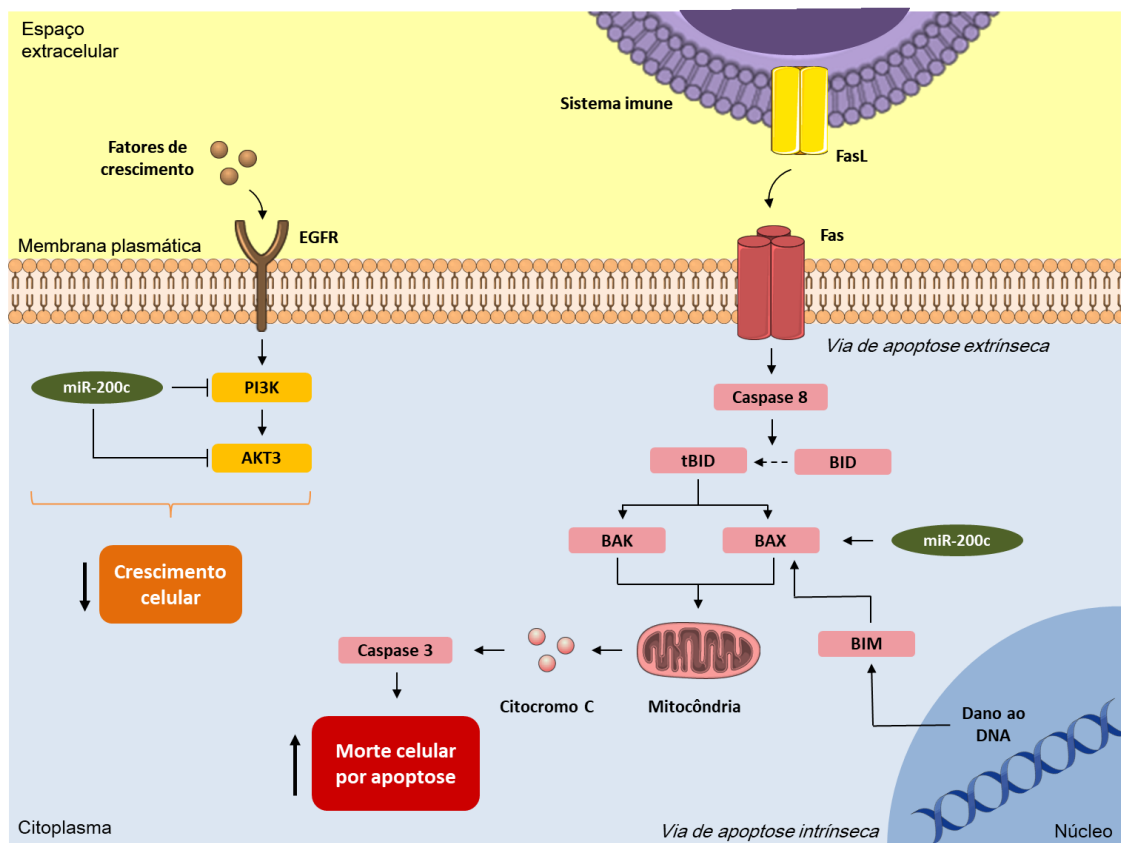 Espaço
extracelular
Sistema imune
Fatores de
crescimento
FasL
EGFR
Fas
Membrana plasmática
Via de apoptose extrínseca
miR-200c
PI3K
Caspase 8
AKT3
tBID
BID
BAK
BAX
miR-200c
Crescimento
celular
Caspase 3
BIM
Citocromo C
Mitocôndria
Dano ao
DNA
Morte celular
por apoptose
Citoplasma
Via de apoptose intrínseca
Núcleo